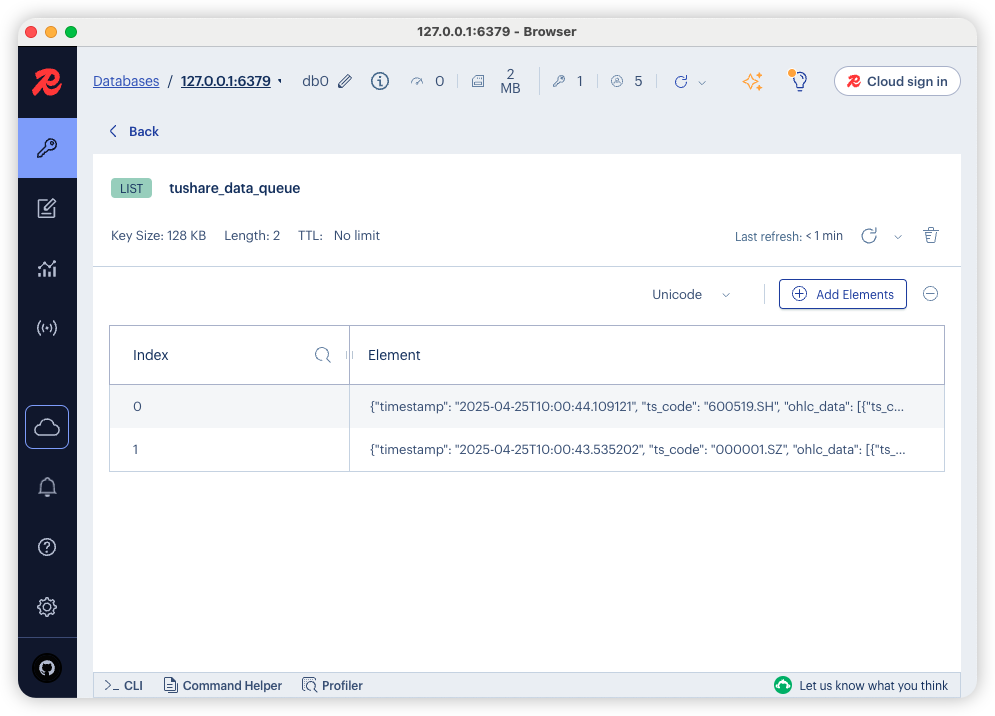 127.0.0.1:6379 - Browser
Databases / 127.0.0.1:6379 db0 0 2 MB 1 5 Cloud sign in
Back
LIST tushare_data_queue
Key Size: 128 KB Length: 2 TTL: No limit Last refresh: < 1 min
Unicode Add Elements
Index Element
0 {"timestamp": "2025-04-25T10:00:44.109121", "ts_code": "600519.SH", "ohlc_data": [{"ts_c...
1 {"timestamp": "2025-04-25T10:00:43.535202", "ts_code": "000001.SZ", "ohlc_data": [{"ts_...
>_ CLI Command Helper Profiler Let us know what you think